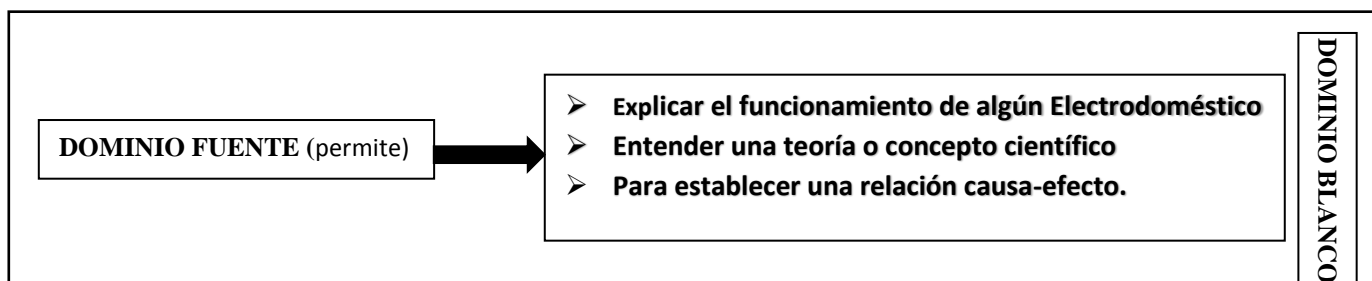 DOMINIO FUENTE (permite)
➢ Explicar el funcionamiento de algún Electrodoméstico
➢ Entender una teoría o concepto científico
➢ Para establecer una relación causa-efecto.
DOMINIO BLANCO